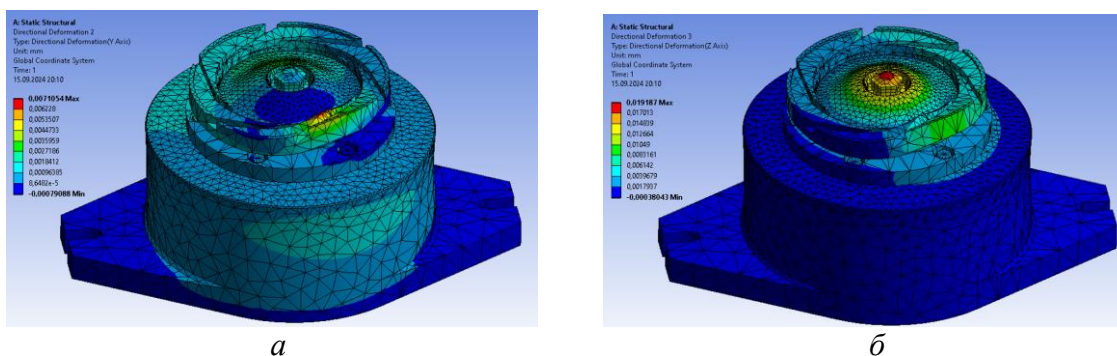 A: Static Structural
Directional Deformation 2
Type: Directional Deformation(Y Axis)
Unit: mm
Global Coordinate System
Time: 1
15.09.2024 20:10
0,0071054 Max
0,006228
0,0053507
0,0044733
0,0035959
0,0027186
0,0018412
0,00096385
8,6482e-5
-0,00079088 Min
а
A: Static Structural
Directional Deformation 3
Type: Directional Deformation(Z Axis)
Unit: mm
Global Coordinate System
Time: 1
15.09.2024 20:10
0,019187 Max
0,017013
0,014839
0,012664
0,01049
0,0083161
0,006142
0,0039679
0,0017937
-0,00038043 Min
б